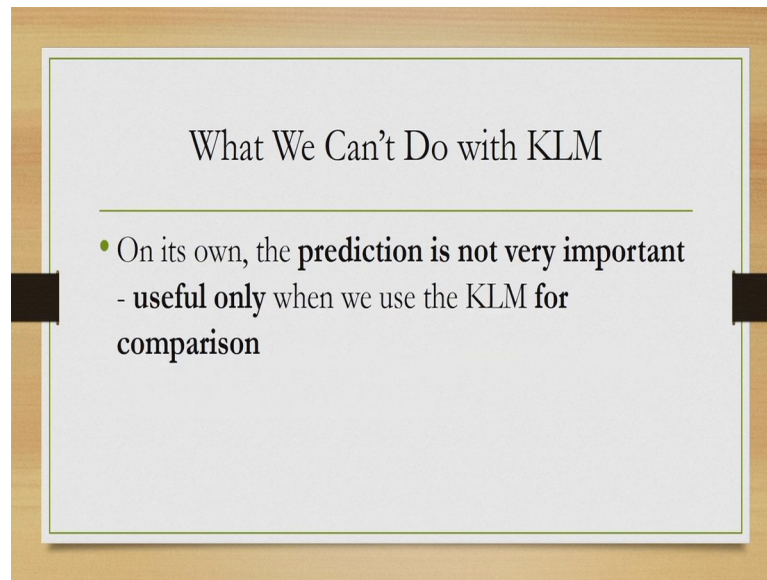 What We Can't Do with KLM
• On its own, the prediction is not very important
- useful only when we use the KLM for
comparison